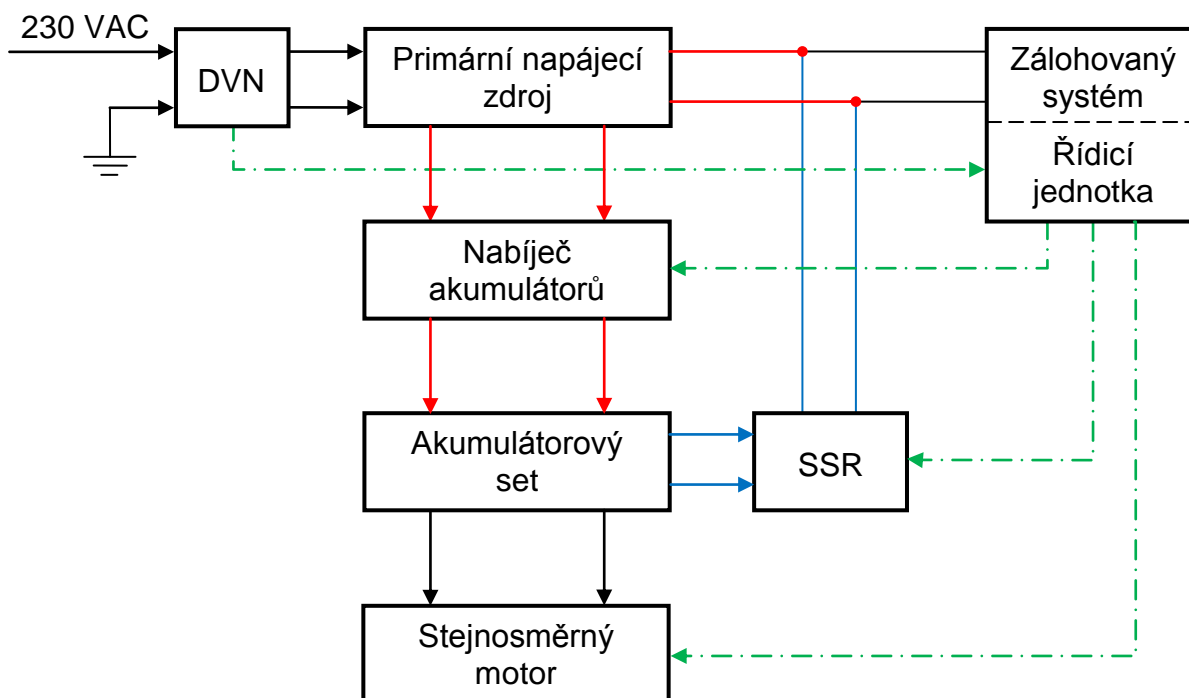 230 VAC
DVN
Primární napájecí
zdroj
Zálohovaný
systém
Řídicí
jednotka
Nabíječ
akumulátorů
Akumulátorový
set
SSR
Stejnosměrný
motor